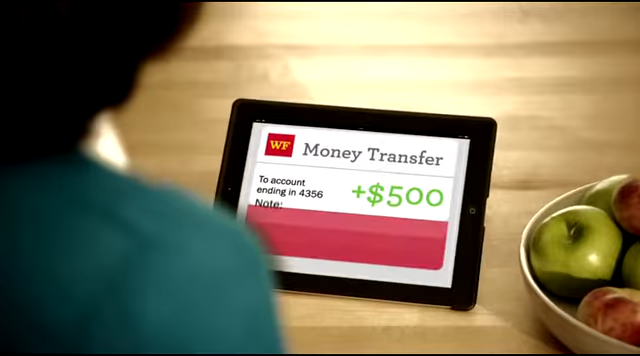 WF
Money Transfer
To account
ending in 4356
+$500
Note: